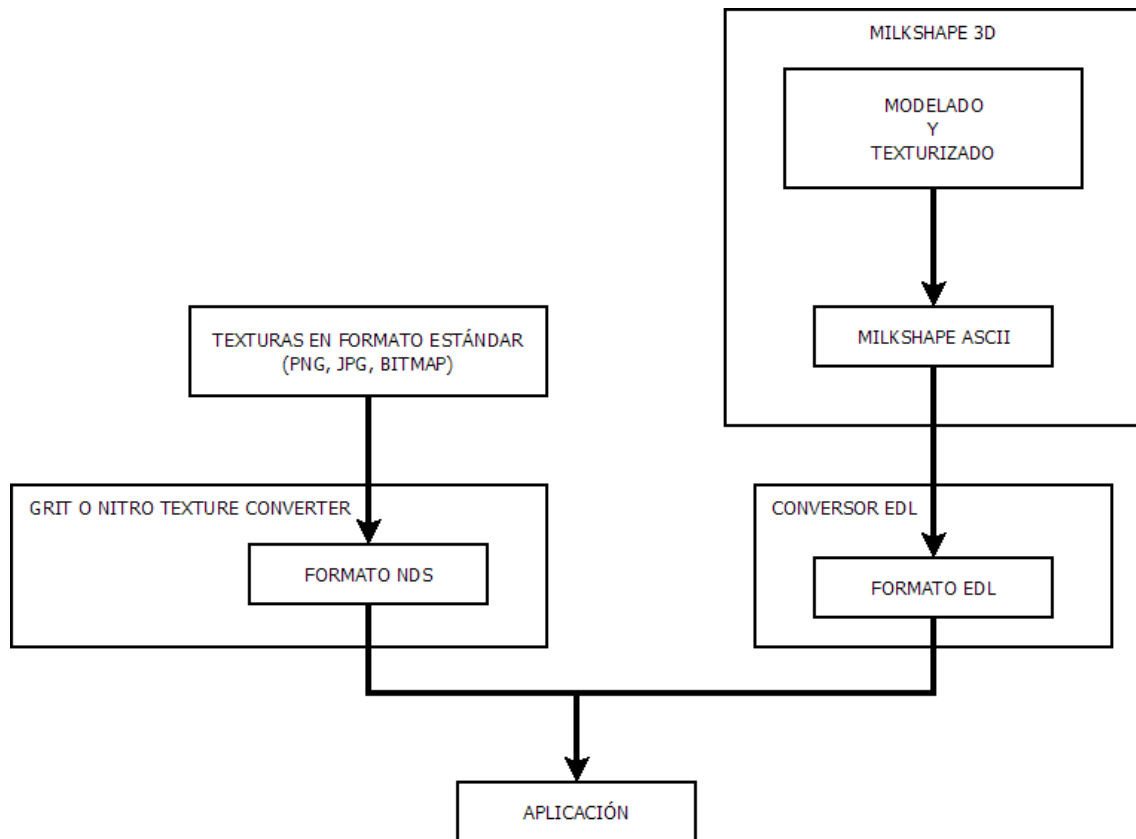 MILKSHAPE 3D
MODELADO
Y
TEXTURIZADO
MILKSHAPE ASCII
TEXTURAS EN FORMATO ESTÁNDAR
(PNG, JPG, BITMAP)
GRIT O NITRO TEXTURE CONVERTER
FORMATO NDS
CONVERSOR EDL
FORMATO EDL
APLICACIÓN